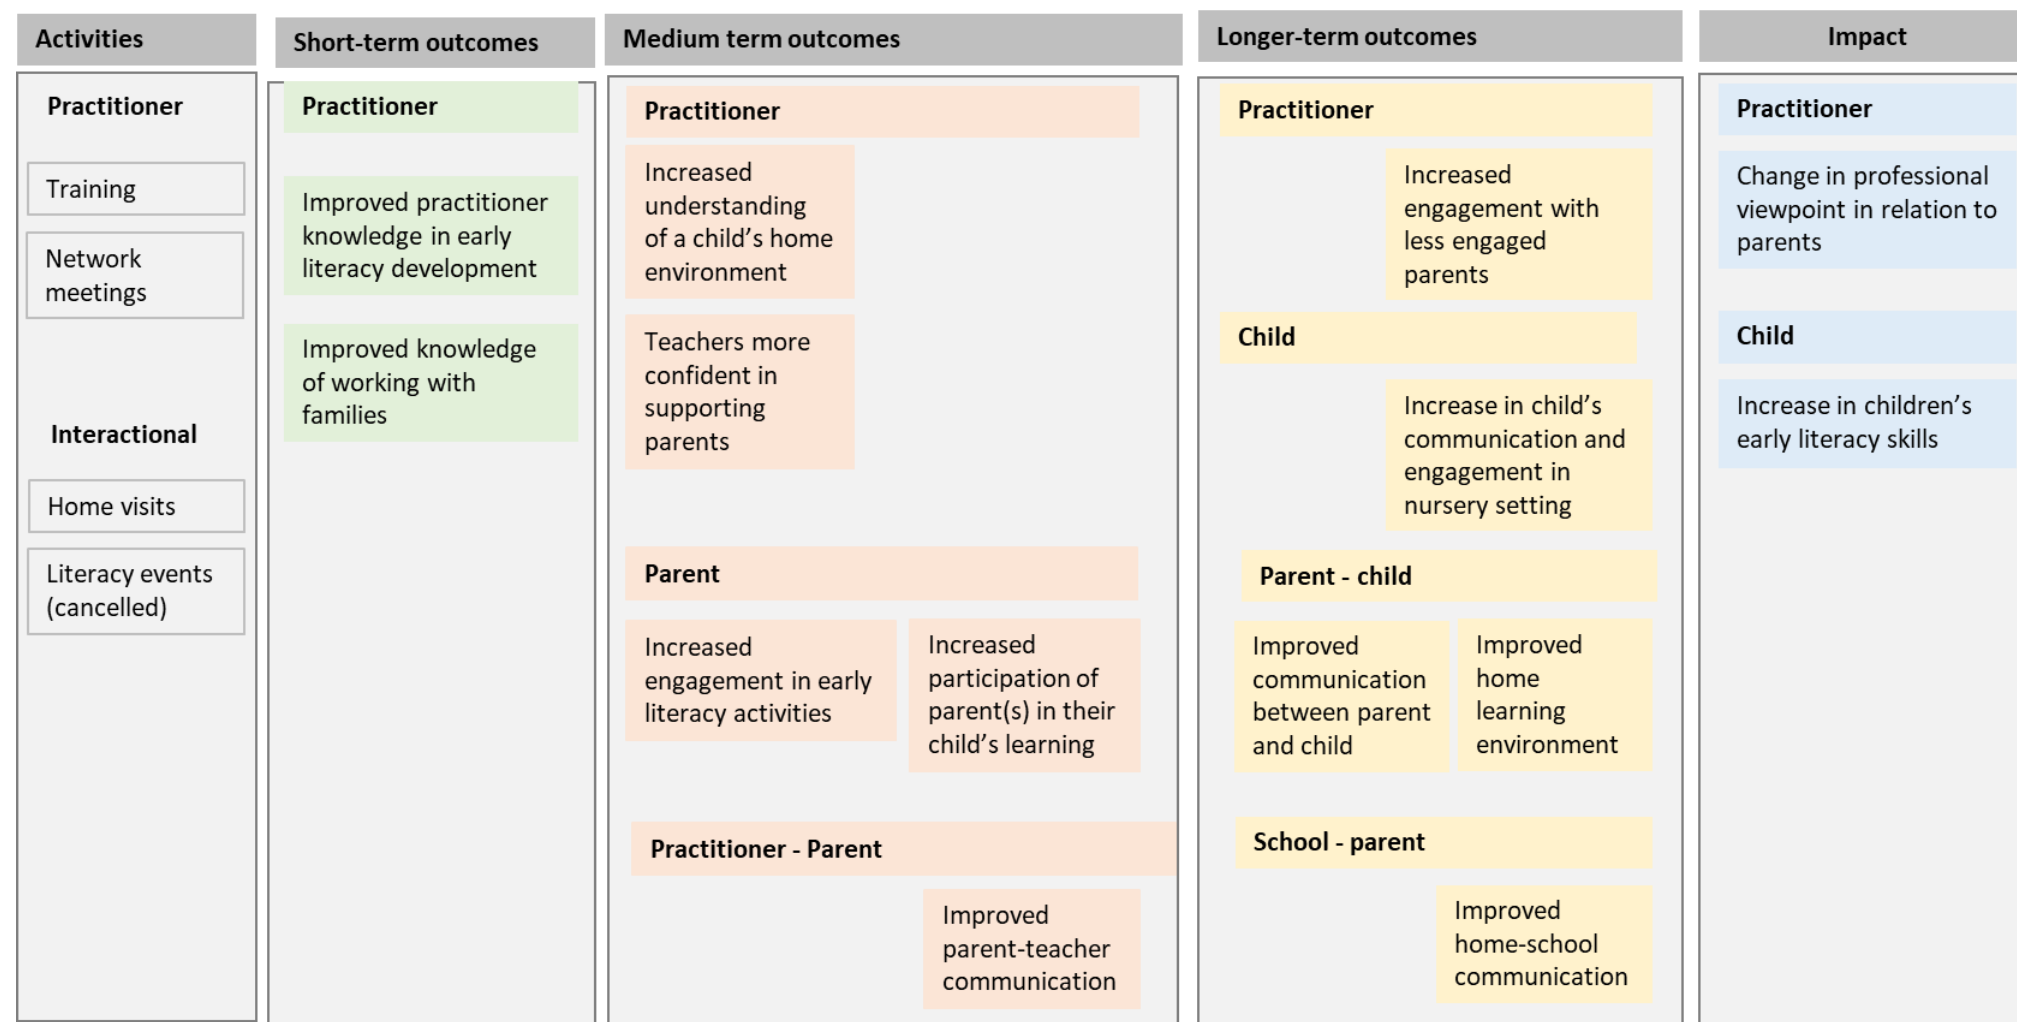 Activities
Practitioner
Training
Network
meetings
Interactional
Home visits
Literacy events
(cancelled)
Short-term outcomes
Practitioner
Improved practitioner
knowledge in early
literacy development
Improved knowledge
of working with
families
Medium term outcomes
Practitioner
Increased
understanding
of a child’s home
environment
Teachers more
confident in
supporting
parents
Parent
Increased
engagement in early
literacy activities
Increased
participation of
parent(s) in their
child’s learning
Practitioner - Parent
Improved
parent-teacher
communication
Longer-term outcomes
Practitioner
Increased
engagement with
less engaged
parents
Child
Increase in child’s
communication and
engagement in
nursery setting
Parent - child
Improved
communication
between parent
and child
Improved
home
learning
environment
School - parent
Improved
home-school
communication
Impact
Practitioner
Change in professional
viewpoint in relation to
parents
Child
Increase in children’s
early literacy skills